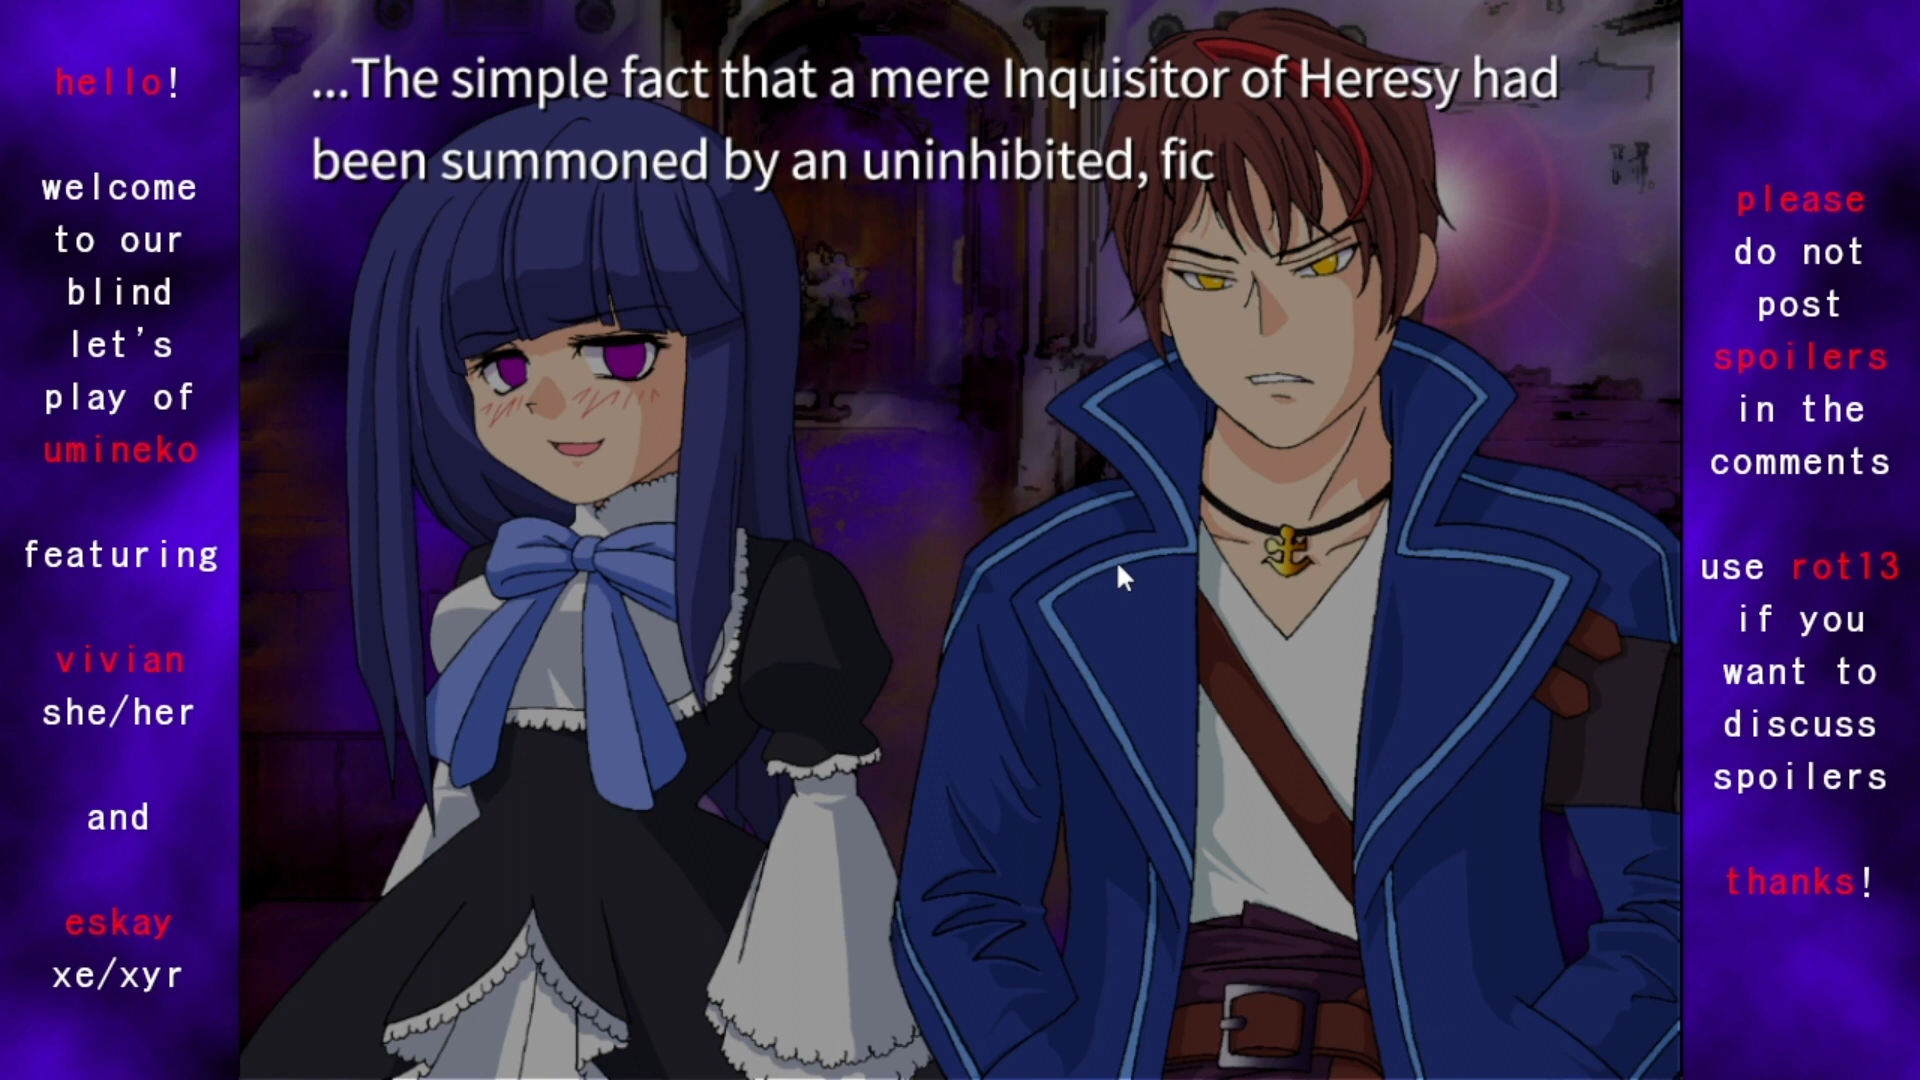 hello!
welcome
to our
blind
let's
play of
umineko
featuring
vivian
she/her
and
eskay
xe/xyr
...The simple fact that a mere Inquisitor of Heresy had
been summoned by an uninhibited, fic
please
do not
post
spoilers
in the
comments
use rot13
if you
want to
discuss
spoilers
thanks!